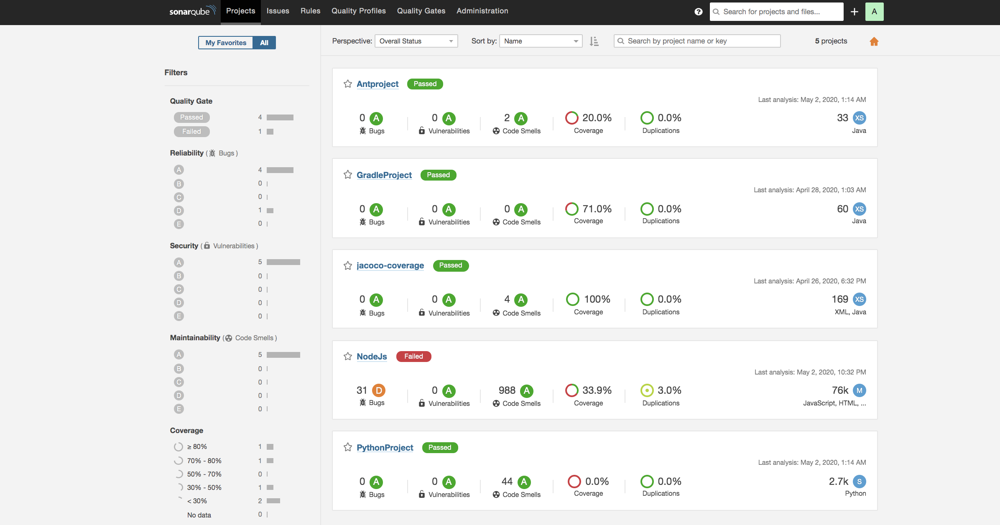 sonarqube Projects Issues Rules Quality Profiles Quality Gates Administration ? Search for projects and files... + A
My Favorites All
Filters
Quality Gate
Passed 4
Failed 1
Reliability ( Bugs )
A 4
B 0
C 0
D 1
E 0
Security ( Vulnerabilities )
A 5
B 0
C 0
D 0
E 0
Maintainability ( Code Smells )
A 5
B 0
C 0
D 0
E 0
Coverage
≥ 80% 1
70% - 80% 1
50% - 70% 0
30% - 50% 1
< 30% 2
No data 0
Perspective: Overall Status Sort by: Name Search by project name or key 5 projects
Antproject Passed
Last analysis: May 2, 2020, 1:14 AM
0 A 0 A 2 A 20.0% 0.0% 33 XS
Bugs Vulnerabilities Code Smells Coverage Duplications Java
GradleProject Passed
Last analysis: April 28, 2020, 1:03 AM
0 A 0 A 0 A 71.0% 0.0% 60 XS
Bugs Vulnerabilities Code Smells Coverage Duplications Java
jacoco-coverage Passed
Last analysis: April 26, 2020, 6:32 PM
0 A 0 A 4 A 100% 0.0% 169 XS
Bugs Vulnerabilities Code Smells Coverage Duplications XML, Java
NodeJs Failed
Last analysis: May 2, 2020, 10:32 PM
31 D 0 A 988 A 33.9% 3.0% 76k M
Bugs Vulnerabilities Code Smells Coverage Duplications JavaScript, HTML, ...
PythonProject Passed
Last analysis: May 2, 2020, 1:14 AM
0 A 0 A 44 A 0.0% 0.0% 2.7k S
Bugs Vulnerabilities Code Smells Coverage Duplications Python